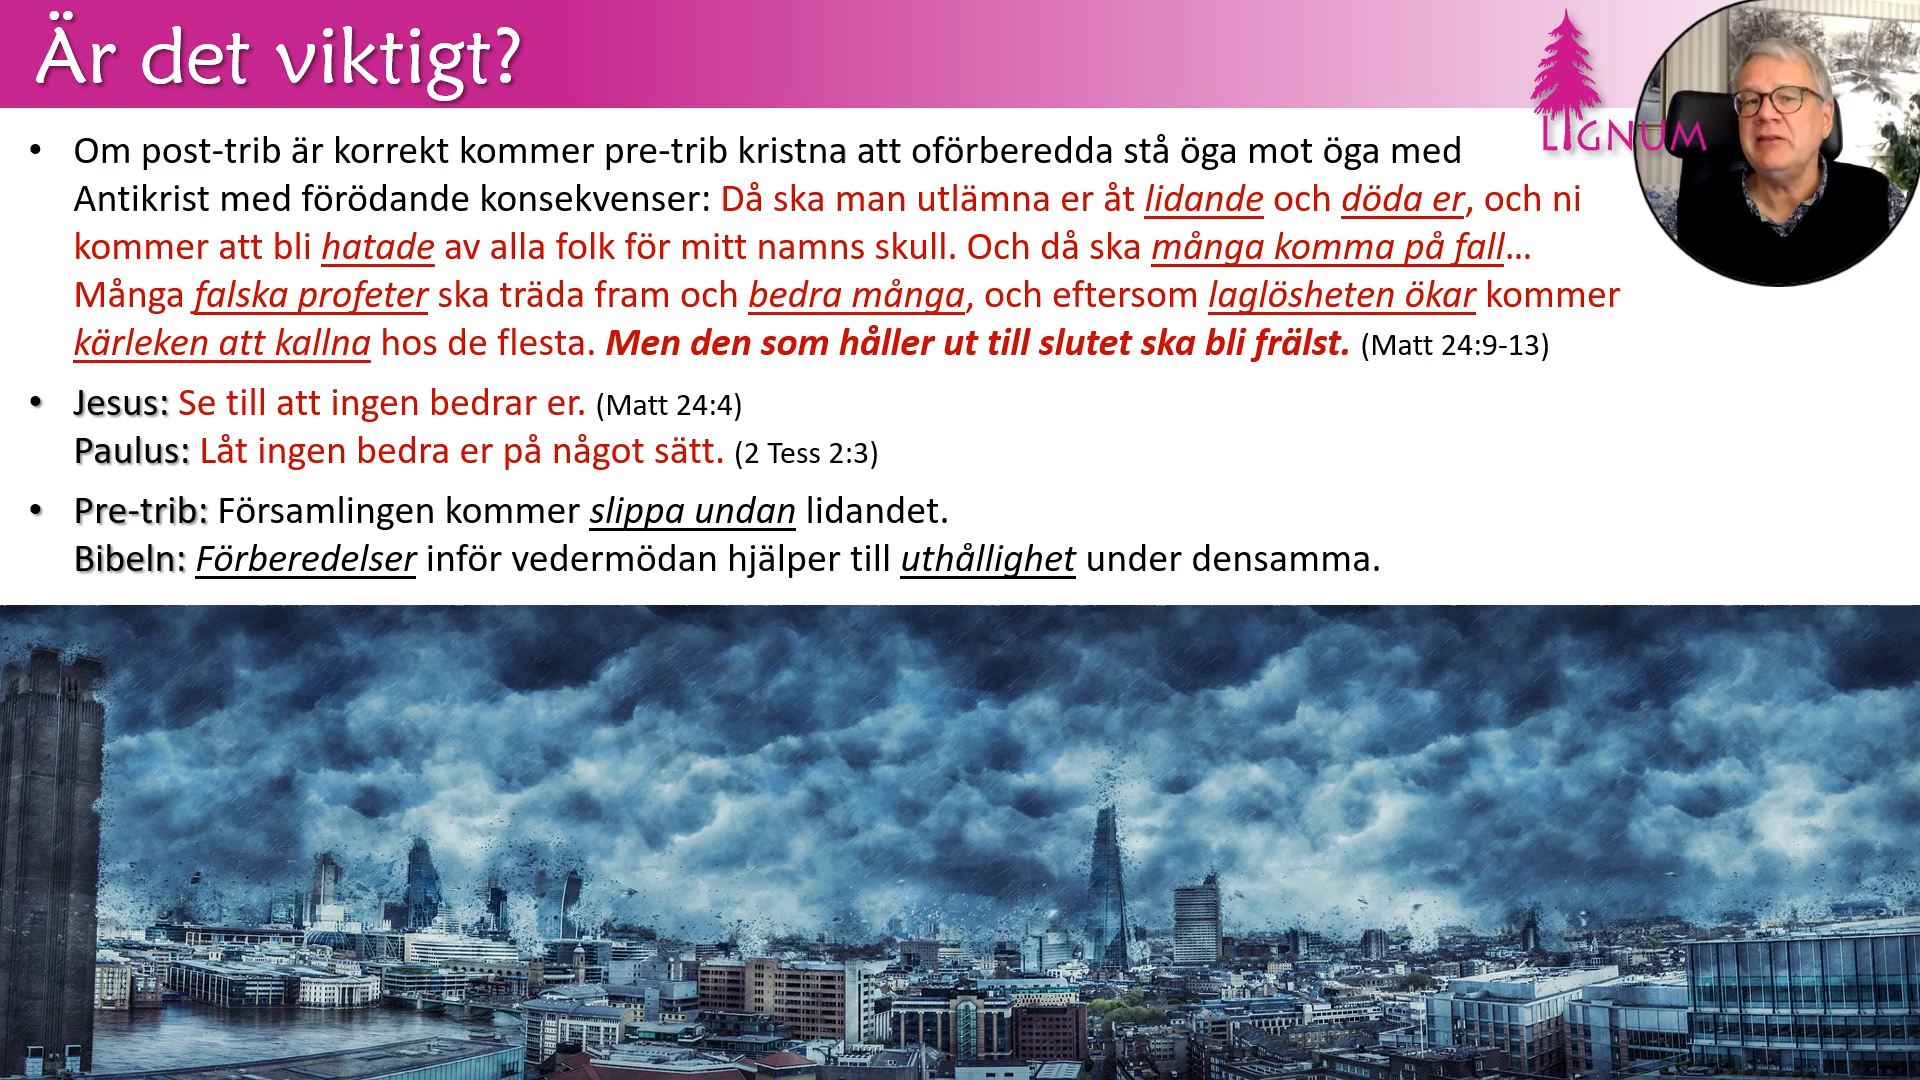 Är det viktigt?
LIGNUM
• Om post-trib är korrekt kommer pre-trib kristna att oförberedda stå öga mot öga med
Antikrist med förödande konsekvenser: Då ska man utlämna er åt lidande och döda er, och ni
kommer att bli hatade av alla folk för mitt namns skull. Och då ska många komma på fall…
Många falska profeter ska träda fram och bedra många, och eftersom laglösheten ökar kommer
kärleken att kallna hos de flesta. Men den som håller ut till slutet ska bli frälst. (Matt 24:9-13)
• Jesus: Se till att ingen bedrar er. (Matt 24:4)
Paulus: Låt ingen bedra er på något sätt. (2 Tess 2:3)
• Pre-trib: Församlingen kommer slippa undan lidandet.
Bibeln: Förberedelser inför vedermödan hjälper till uthållighet under densamma.